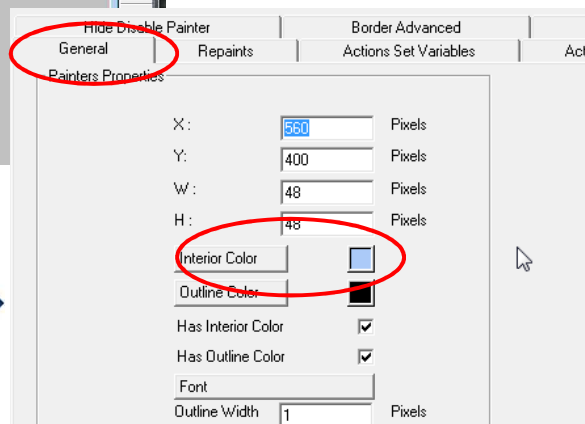 Hide Disable Painter Border Advanced
General Repaints Actions Set Variables Act
Painters Properties
X : 560 Pixels
Y: 400 Pixels
W : 48 Pixels
H : 48 Pixels
Interior Color
Outline Color
Has Interior Color
Has Outline Color
Font
Outline Width 1 Pixels